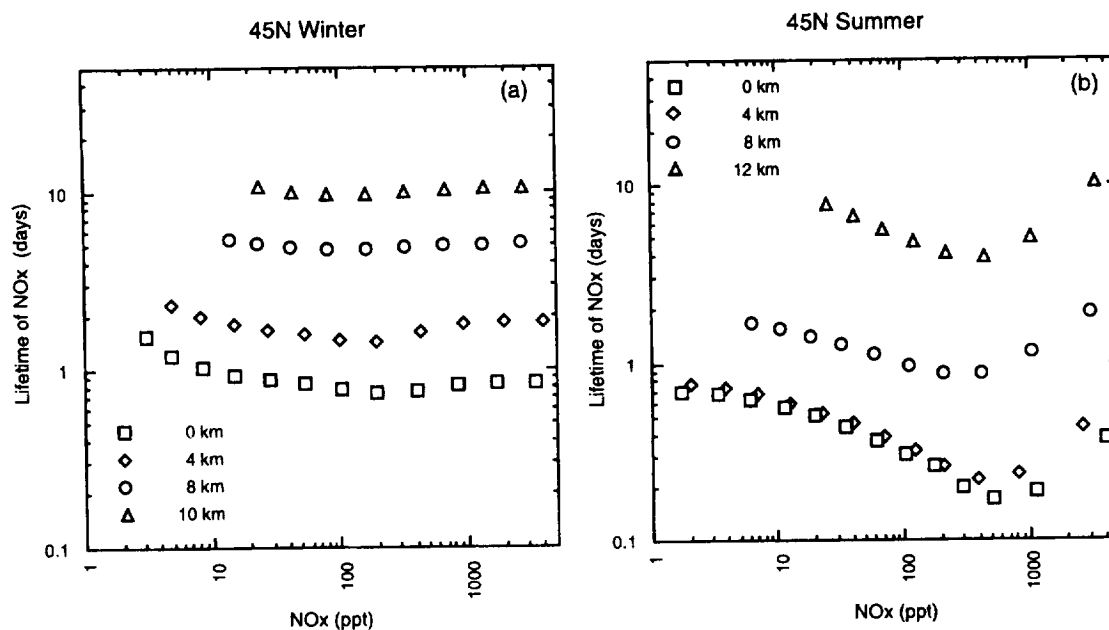 45N Winter
(a)
10
1
0.1
Lifetime of NOx (days)
0 km
4 km
8 km
10 km
1
10
100
1000
NOx (ppt)
45N Summer
(b)
0 km
4 km
8 km
12 km
10
1
0.1
Lifetime of NOx (days)
1
10
100
1000
NOx (ppt)